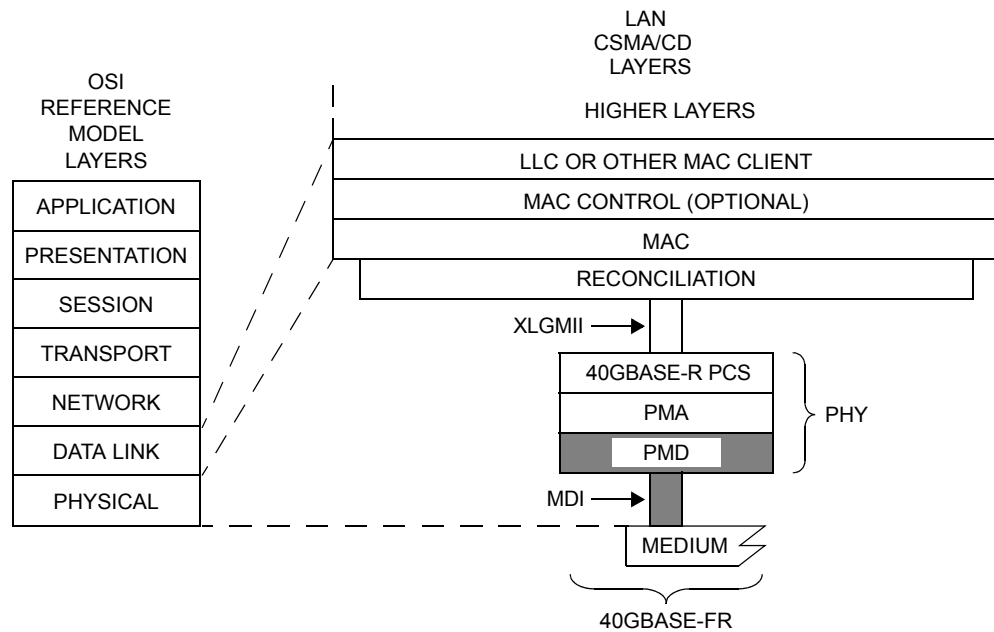 OSI
REFERENCE
MODEL
LAYERS
APPLICATION
PRESENTATION
SESSION
TRANSPORT
NETWORK
DATA LINK
PHYSICAL
LAN
CSMA/CD
LAYERS
HIGHER LAYERS
LLC OR OTHER MAC CLIENT
MAC CONTROL (OPTIONAL)
MAC
RECONCILIATION
XLGMII
40GBASE-R PCS
PMA
PMD
PHY
MDI
MEDIUM
40GBASE-FR